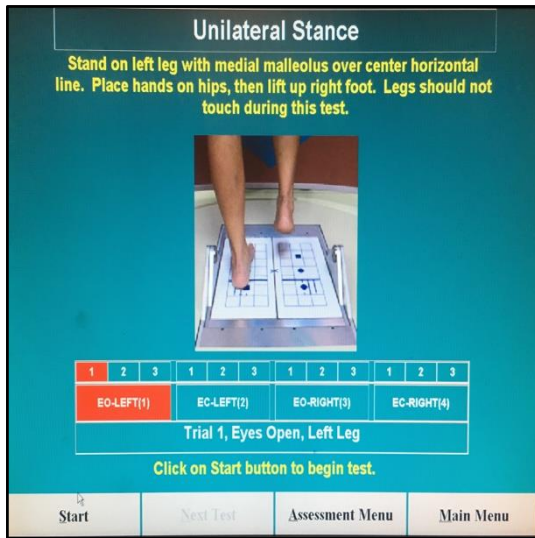 Unilateral Stance
Stand on left leg with medial malleolus over center horizontal
line. Place hands on hips, then lift up right foot. Legs should not
touch during this test.
1 2 3 1 2 3 1 2 3 1 2 3
EO-LEFT(1) EC-LEFT(2) EO-RIGHT(3) EC-RIGHT(4)
Trial 1, Eyes Open, Left Leg
Click on Start button to begin test.
Start Next Test Assessment Menu Main Menu